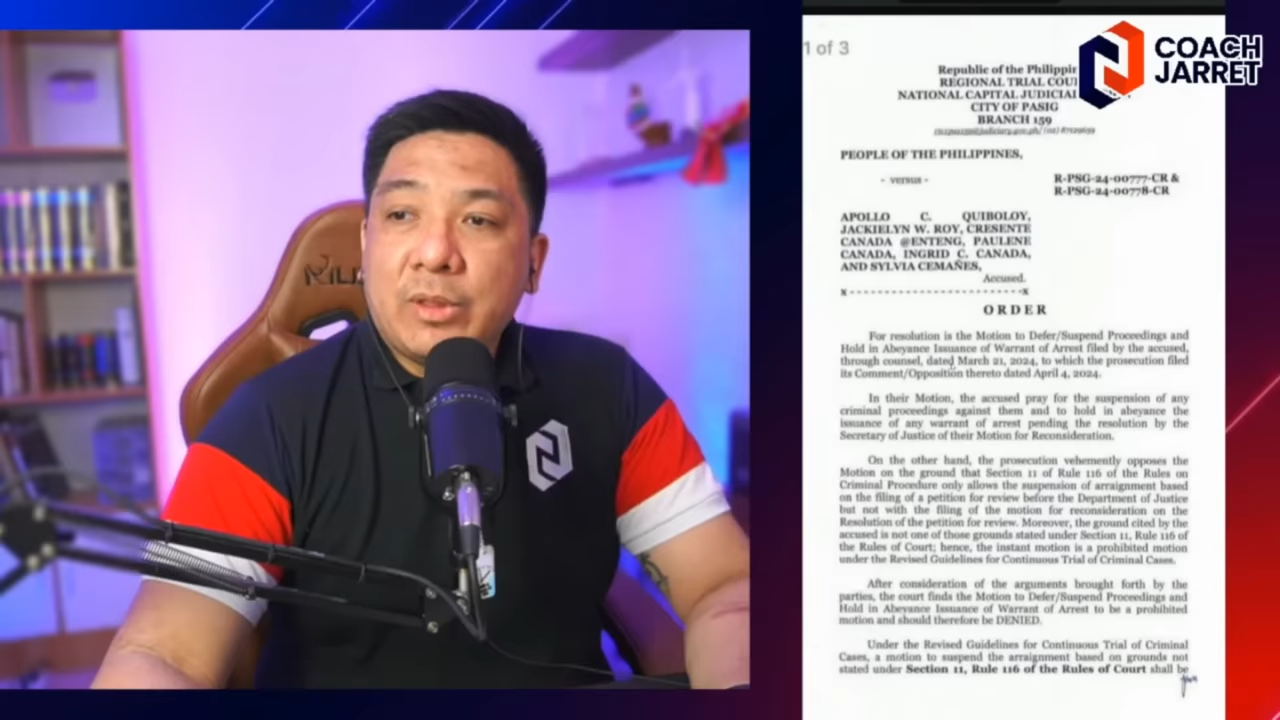 COACH
JARRET
1 of 3
Republic of the Philippin
REGIONAL TRIAL COU
NATIONAL CAPITAL JUDICIAL
CITY OF PASIG
BRANCH 159
PEOPLE OF THE PHILIPPINES,
- versus -
R-PSG-24-00777-CR &
R-PSG-24-00778-CR
APOLLO C. QUIBOLOY,
JACKIELYN W. ROY, CRESENTE
CANADA @ENTENG, PAULENE
CANADA, INGRID C. CANADA,
AND SYLVIA CEMAÑES,
Accused.
x--------------------------x
ORDER
For resolution is the Motion to Defer/Suspend Proceedings and
Hold in Abeyance Issuance of Warrant of Arrest filed by the accused,
through counsel, dated March 21, 2024, to which the prosecution filed
its Comment/Opposition thereto dated April 4, 2024.
In their Motion, the accused pray for the suspension of any
criminal proceedings against them and to hold in abeyance the
issuance of any warrant of arrest pending the resolution by the
Secretary of Justice of their Motion for Reconsideration.
On the other hand, the prosecution vehemently opposes the
Motion on the ground that Section 11 of Rule 116 of the Rules on
Criminal Procedure only allows the suspension of arraignment based
on the filing of a petition for review before the Department of Justice
but not with the filing of the motion for reconsideration on the
Resolution of the petition for review. Moreover, the ground cited by the
accused is not one of those grounds stated under Section 11, Rule 116 of
the Rules of Court; hence, the instant motion is a prohibited motion
under the Revised Guidelines for Continuous Trial of Criminal Cases.
After consideration of the arguments brought forth by the
parties, the court finds the Motion to Defer/Suspend Proceedings and
Hold in Abeyance Issuance of Warrant of Arrest to be a prohibited
motion and should therefore be DENIED.
Under the Revised Guidelines for Continuous Trial of Criminal
Cases, a motion to suspend the arraignment based on grounds not
stated under Section 11, Rule 116 of the Rules of Court shall be